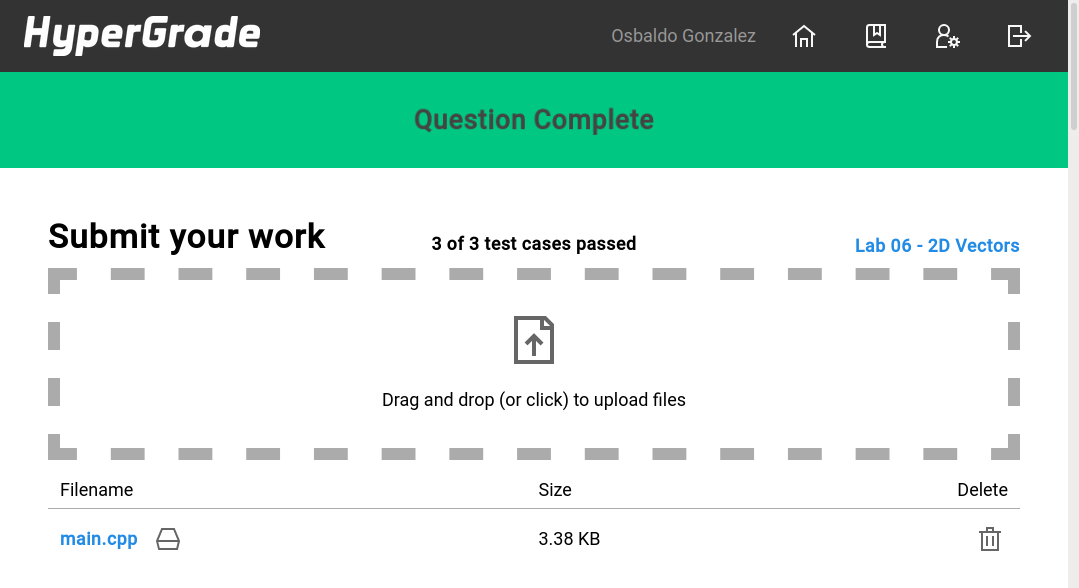 HyperGrade
Osbaldo Gonzalez
Question Complete
Submit your work
3 of 3 test cases passed
Lab 06 - 2D Vectors
Drag and drop (or click) to upload files
Filename Size Delete
main.cpp 3.38 KB